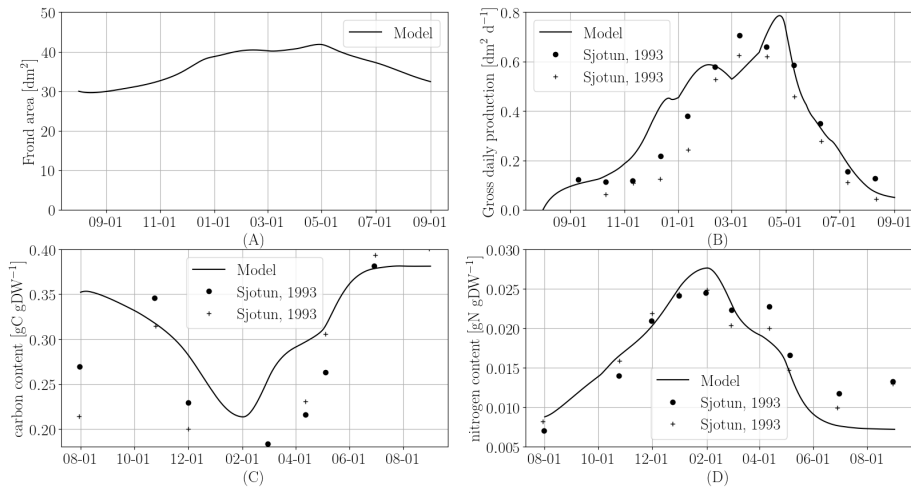 50
40
30
20
10
0
Frond area [dm²]
Model
09-01 11-01 01-01 03-01 05-01 07-01 09-01
(A)
0.8
0.6
0.4
0.2
0.0
Gross daily production [dm² d⁻¹]
Model
Sjotun, 1993
Sjotun, 1993
09-01 11-01 01-01 03-01 05-01 07-01 09-01
(B)
0.40
0.35
0.30
0.25
0.20
carbon content [gC gDW⁻¹]
Model
Sjotun, 1993
Sjotun, 1993
08-01 10-01 12-01 02-01 04-01 06-01 08-01
(C)
0.030
0.025
0.020
0.015
0.010
0.005
nitrogen content [gN gDW⁻¹]
Model
Sjotun, 1993
Sjotun, 1993
08-01 10-01 12-01 02-01 04-01 06-01 08-01
(D)